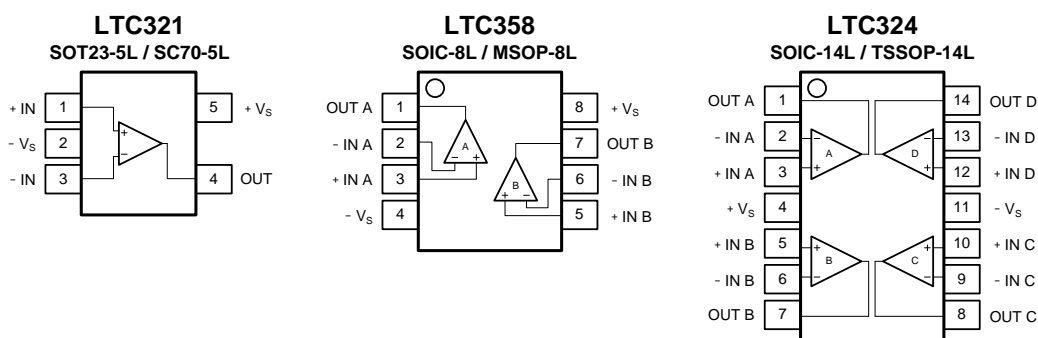 LTC321
SOT23-5L / SC70-5L
+ IN 1
5 + VS
- VS 2
- IN 3
4 OUT
+
−
LTC358
SOIC-8L / MSOP-8L
OUT A 1
8 + VS
- IN A 2
7 OUT B
+ IN A 3
6 - IN B
- VS 4
5 + IN B
A
− +
B
+ −
LTC324
SOIC-14L / TSSOP-14L
OUT A 1
14 OUT D
- IN A 2
13 - IN D
+ IN A 3
12 + IN D
+ VS 4
11 - VS
+ IN B 5
10 + IN C
- IN B 6
9 - IN C
OUT B 7
8 OUT C
−
A
+
−
D
+
+
B
−
+
C
−